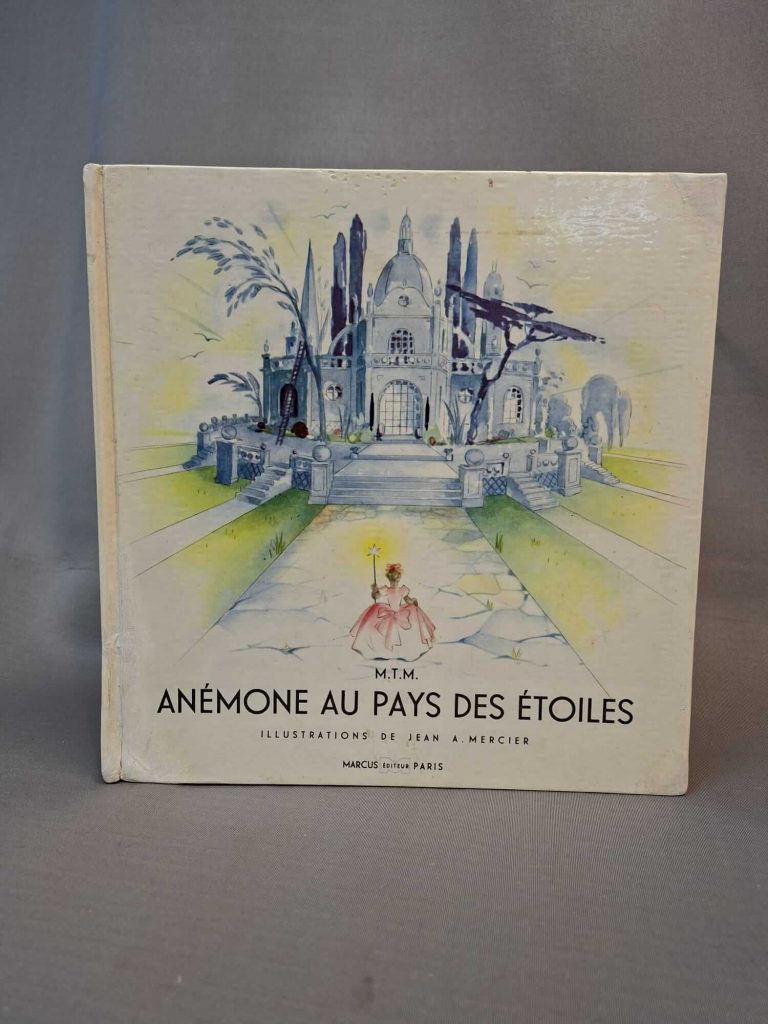 M.T.M.
ANÉMONE AU PAYS DES ÉTOILES
ILLUSTRATIONS DE JEAN A. MERCIER
MARCUS ÉDITEUR PARIS